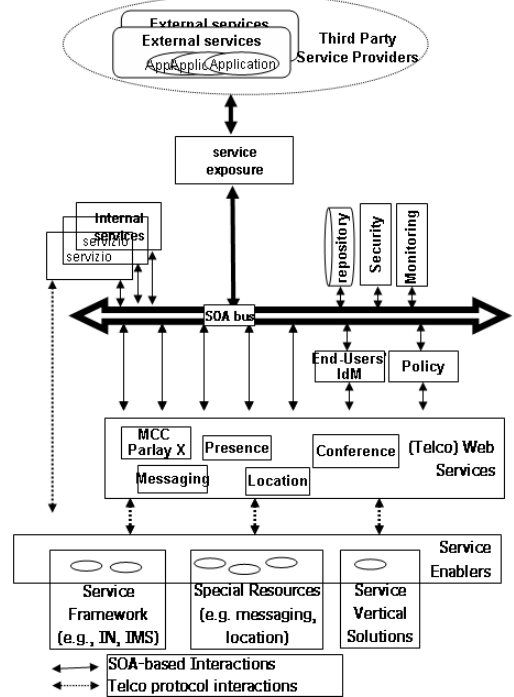 External services
External services
Application
Third Party
Service Providers
service
exposure
Internal
services
servizio
servizio
repository
Security
Monitoring
SOA bus
End-Users'
IdM
Policy
MCC
Parlay X
Presence
Conference
(Telco) Web
Services
Messaging
Location
Service
Enablers
Service
Framework
(e.g., IN, IMS)
Special Resources
(e.g. messaging,
location)
Service
Vertical
Solutions
SOA-based Interactions
Telco protocol interactions